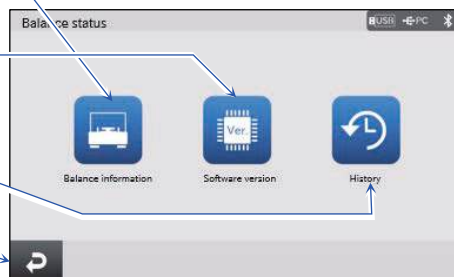 Balance status
USB PC
Ver.
Balance information Software version History